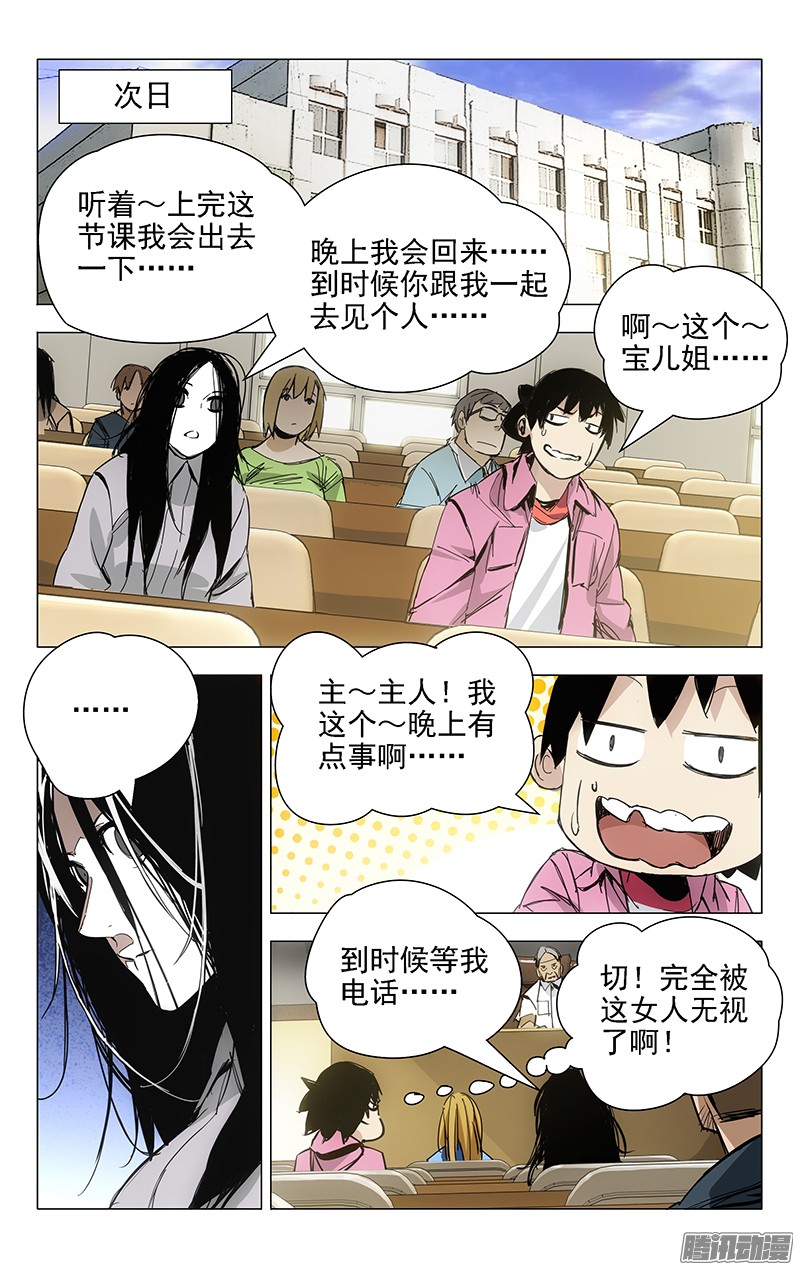 次日
听着～上完这
节课我会出去
一下……
晚上我会回来……
到时候你跟我一起
去见个人……
啊～这个～
宝儿姐……
……
主～主人！我
这个～晚上有
点事啊……
到时候等我
电话……
切！完全被
这女人无视
了啊！
腾讯动漫